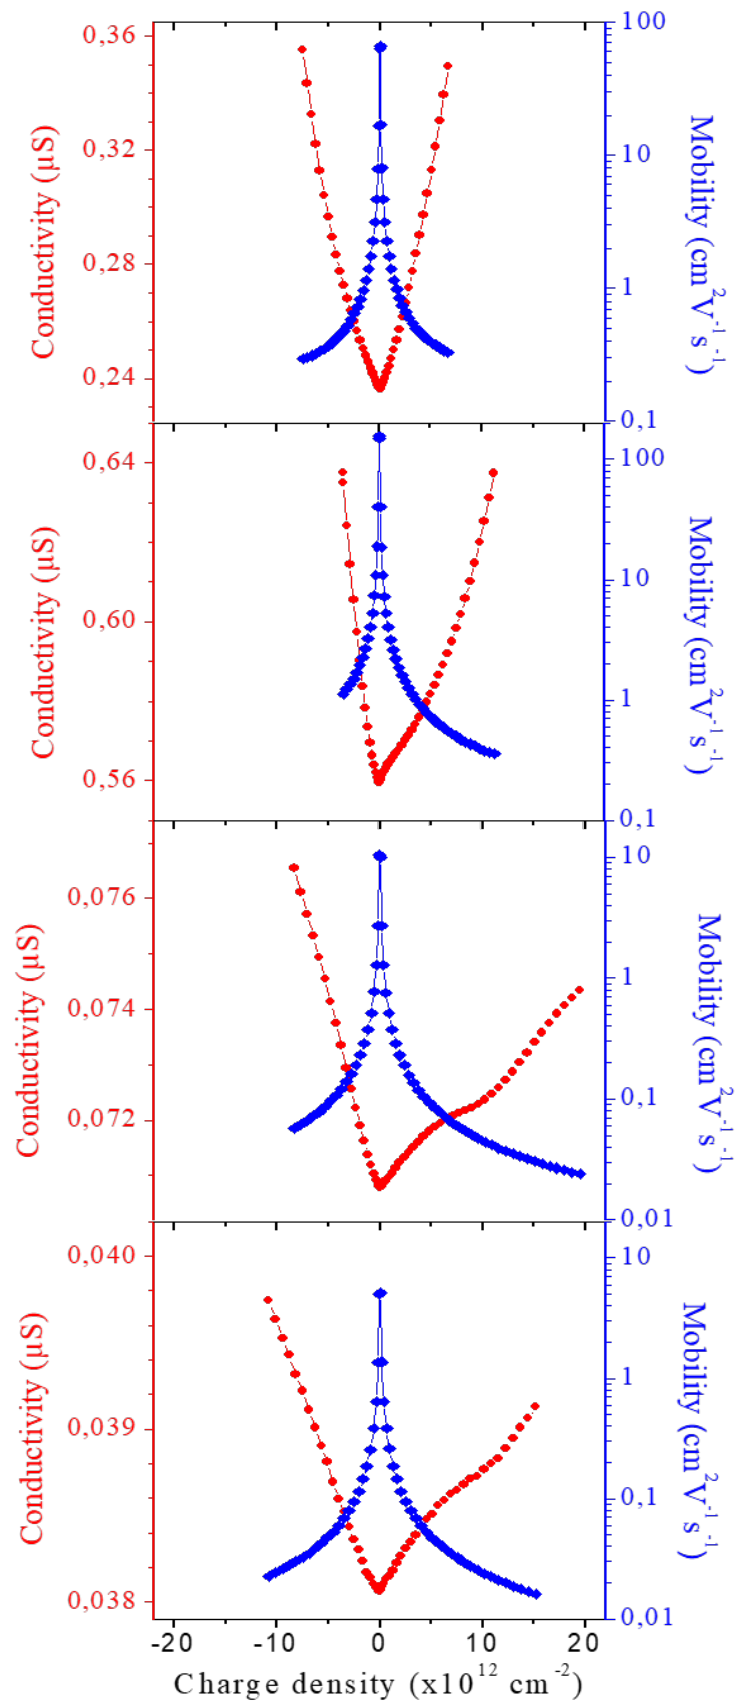 0,36
0,32
0,28
0,24
Conductivity (µS)
100
10
1
0,1
Mobility (cm²V⁻¹s⁻¹)
0,64
0,60
0,56
Conductivity (µS)
100
10
1
0,1
Mobility (cm²V⁻¹s⁻¹)
0,076
0,074
0,072
Conductivity (µS)
10
1
0,1
0,01
Mobility (cm²V⁻¹s⁻¹)
0,040
0,039
0,038
Conductivity (µS)
10
1
0,1
0,01
Mobility (cm²V⁻¹s⁻¹)
-20 -10 0 10 20
Charge density (x10¹² cm⁻²)